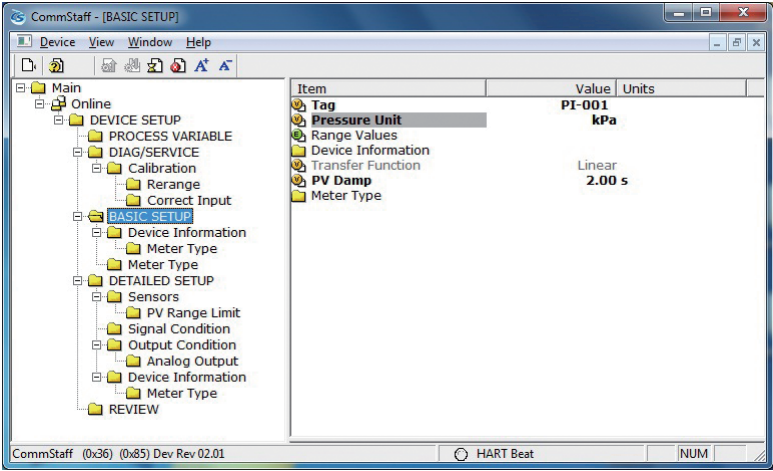 CommStaff - [BASIC SETUP]
Device View Window Help
A+ A-
Main
Online
DEVICE SETUP
PROCESS VARIABLE
DIAG/SERVICE
Calibration
Rerange
Correct Input
BASIC SETUP
Device Information
Meter Type
Meter Type
DETAILED SETUP
Sensors
PV Range Limit
Signal Condition
Output Condition
Analog Output
Device Information
Meter Type
REVIEW
Item Value Units
Tag PI-001
Pressure Unit kPa
Range Values
Device Information
Transfer Function Linear
PV Damp 2.00 s
Meter Type
CommStaff (0x36) (0x85) Dev Rev 02.01 HART Beat NUM